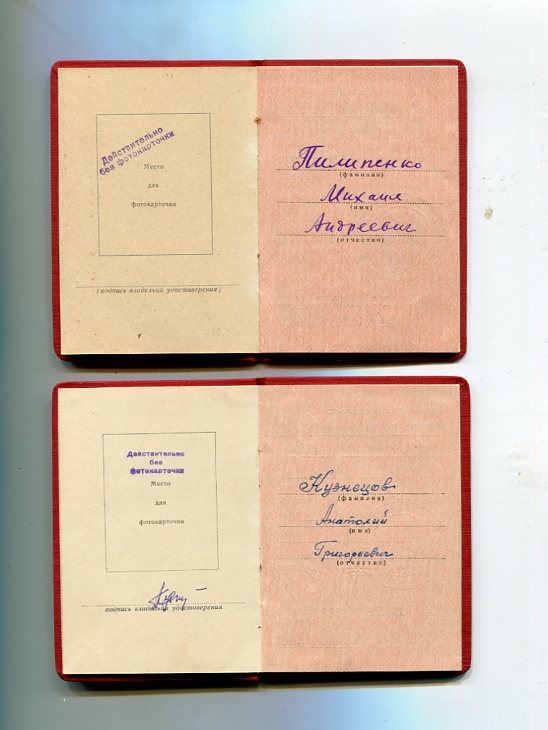 Действительно
без фотокарточки
Место
для
фотокарточки
(подпись владельца удостоверения)
Пилипенко
(фамилия)
Михаил
(имя)
Андреевич
(отчество)
Действительно
без
фотокарточки
Место
для
фотокарточки
подпись владельца удостоверения
Кузнецов
(фамилия)
Анатолий
(имя)
Григорьевич
(отчество)